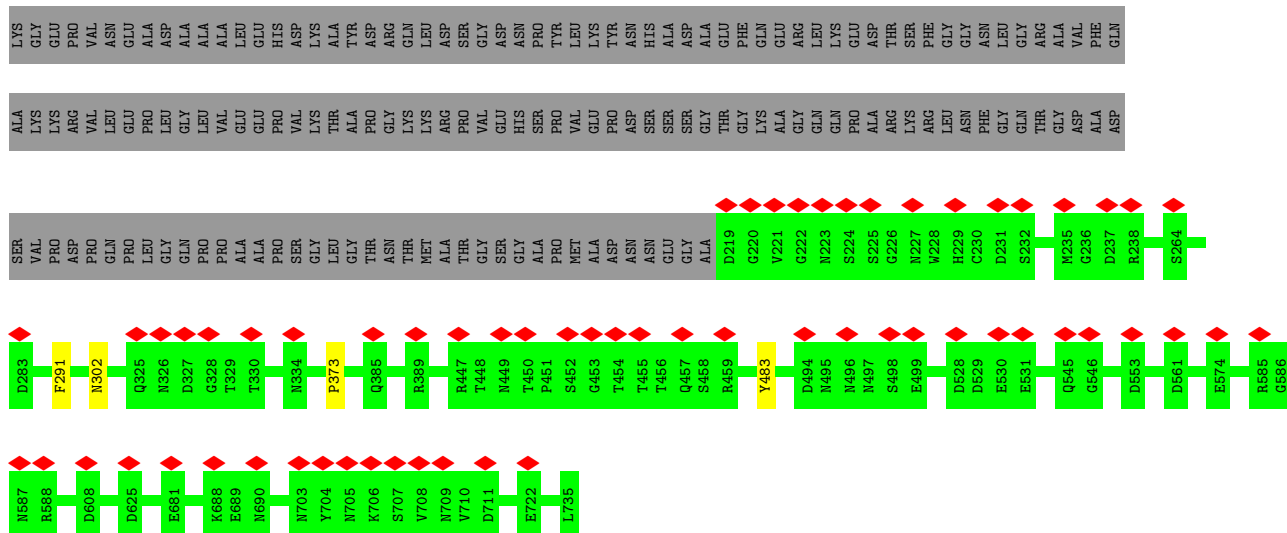 LYS GLY GLU PRO VAL ASN GLU ALA ASP ALA ALA ALA LEU GLU HIS ASP LYS ALA TYR ASP ARG GLN LEU ASP SER GLY ASP ASN PRO TYR LEU LYS TYR ASN HIS ALA ASP ALA GLU PHE GLN GLU ARG LEU LYS GLU ASP THR SER PHE GLY GLY ASN LEU GLY ARG ALA VAL PHE GLN
ALA LYS LYS ARG VAL LEU GLU PRO LEU GLY LEU VAL GLU GLU PRO VAL LYS THR ALA PRO GLY LYS LYS ARG PRO VAL GLU HIS SER PRO VAL GLU PRO ASP SER SER SER GLY THR GLY LYS ALA GLY GLN GLN PRO ALA ARG LYS ARG LEU ASN PHE GLY GLN THR GLY ASP ALA ASP
SER VAL PRO ASP PRO GLN PRO LEU GLY GLN PRO PRO ALA ALA PRO SER GLY LEU GLY THR ASN THR MET ALA THR GLY SER GLY ALA PRO MET ALA ASP ASN ASN GLU GLY ALA D219 G220 V221 G222 N223 S224 S225 G226 N227 W228 H229 C230 D231 S232 M235 G236 D237 R238 S264
D283 F291 N302 Q325 N326 D327 G328 T329 T330 N334 P373 Q385 R389 R447 T448 N449 T450 P451 S452 G453 T454 T455 T456 Q457 S458 R459 Y483 D494 N495 N496 N497 S498 E499 D528 D529 E530 E531 Q545 G546 D553 D561 E574 R585 G586
N587 R588 D608 D625 E681 K688 E689 N690 N703 Y704 N705 K706 S707 V708 N709 V710 D711 E722 L735